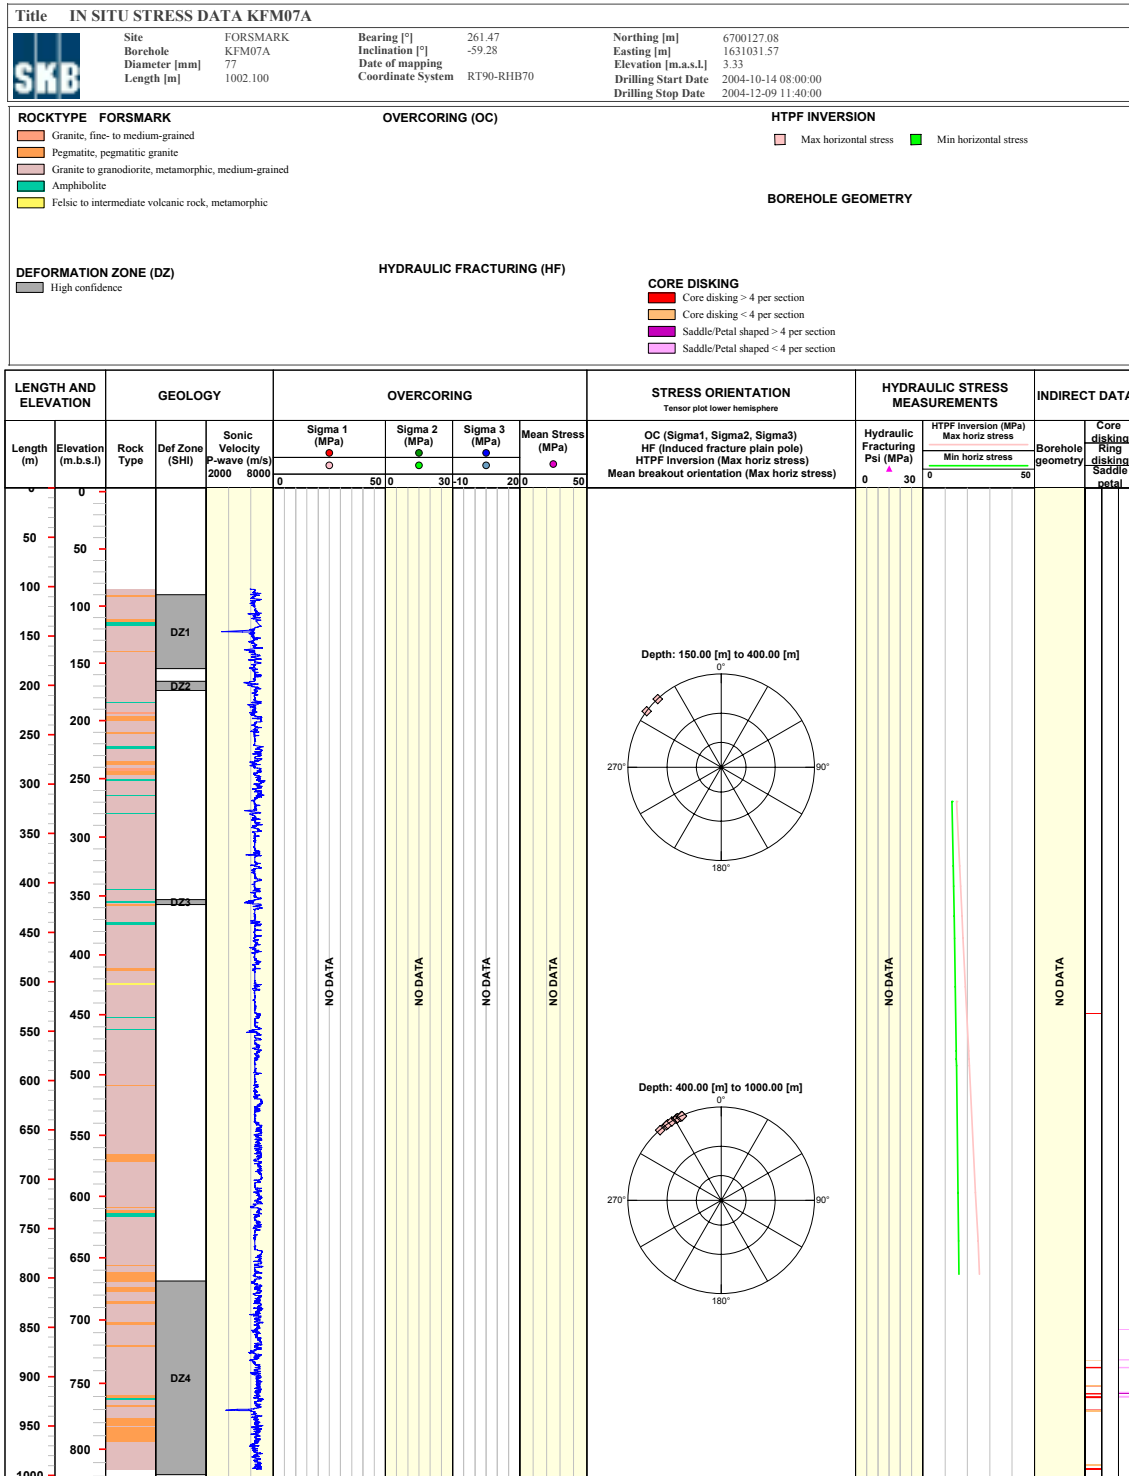 Title IN SITU STRESS DATA KFM07A
SKB
Site FORSMARK Bearing [°] 261.47 Northing [m] 6700127.08
Borehole KFM07A Inclination [°] -59.28 Easting [m] 1631031.57
Diameter [mm] 77 Date of mapping Elevation [m.a.s.l.] 3.33
Length [m] 1002.100 Coordinate System RT90-RHB70 Drilling Start Date 2004-10-14 08:00:00
Drilling Stop Date 2004-12-09 11:40:00
ROCKTYPE FORSMARK OVERCORING (OC) HTPF INVERSION
Granite, fine- to medium-grained Max horizontal stress Min horizontal stress
Pegmatite, pegmatitic granite
Granite to granodiorite, metamorphic, medium-grained
Amphibolite
Felsic to intermediate volcanic rock, metamorphic BOREHOLE GEOMETRY
DEFORMATION ZONE (DZ) HYDRAULIC FRACTURING (HF)
High confidence
CORE DISKING
Core disking > 4 per section
Core disking < 4 per section
Saddle/Petal shaped > 4 per section
Saddle/Petal shaped < 4 per section
LENGTH AND ELEVATION GEOLOGY OVERCORING STRESS ORIENTATION HYDRAULIC STRESS MEASUREMENTS INDIRECT DATA
Tensor plot lower hemisphere
Length (m)
Elevation (m.b.s.l)
Rock Type
Def Zone (SHI)
Sonic Velocity P-wave (m/s)
2000 8000
Sigma 1 (MPa)
0 50
Sigma 2 (MPa)
0 30
Sigma 3 (MPa)
-10 20
Mean Stress (MPa)
0 50
OC (Sigma1, Sigma2, Sigma3)
HF (Induced fracture plain pole)
HTPF Inversion (Max horiz stress)
Mean breakout orientation (Max horiz stress)
Hydraulic Fracturing Psi (MPa)
0 30
HTPF Inversion (MPa)
Max horiz stress
Min horiz stress
0 50
Borehole geometry
Core disking
Ring disking
Saddle petal
0
50
100
150
200
250
300
350
400
450
500
550
600
650
700
750
800
850
900
950
1000
0
50
100
150
200
250
300
350
400
450
500
550
600
650
700
750
800
DZ1
DZ2
DZ3
DZ4
NO DATA
NO DATA
NO DATA
NO DATA
Depth: 150.00 [m] to 400.00 [m]
0°
270° 90°
180°
Depth: 400.00 [m] to 1000.00 [m]
0°
270° 90°
180°
NO DATA
NO DATA